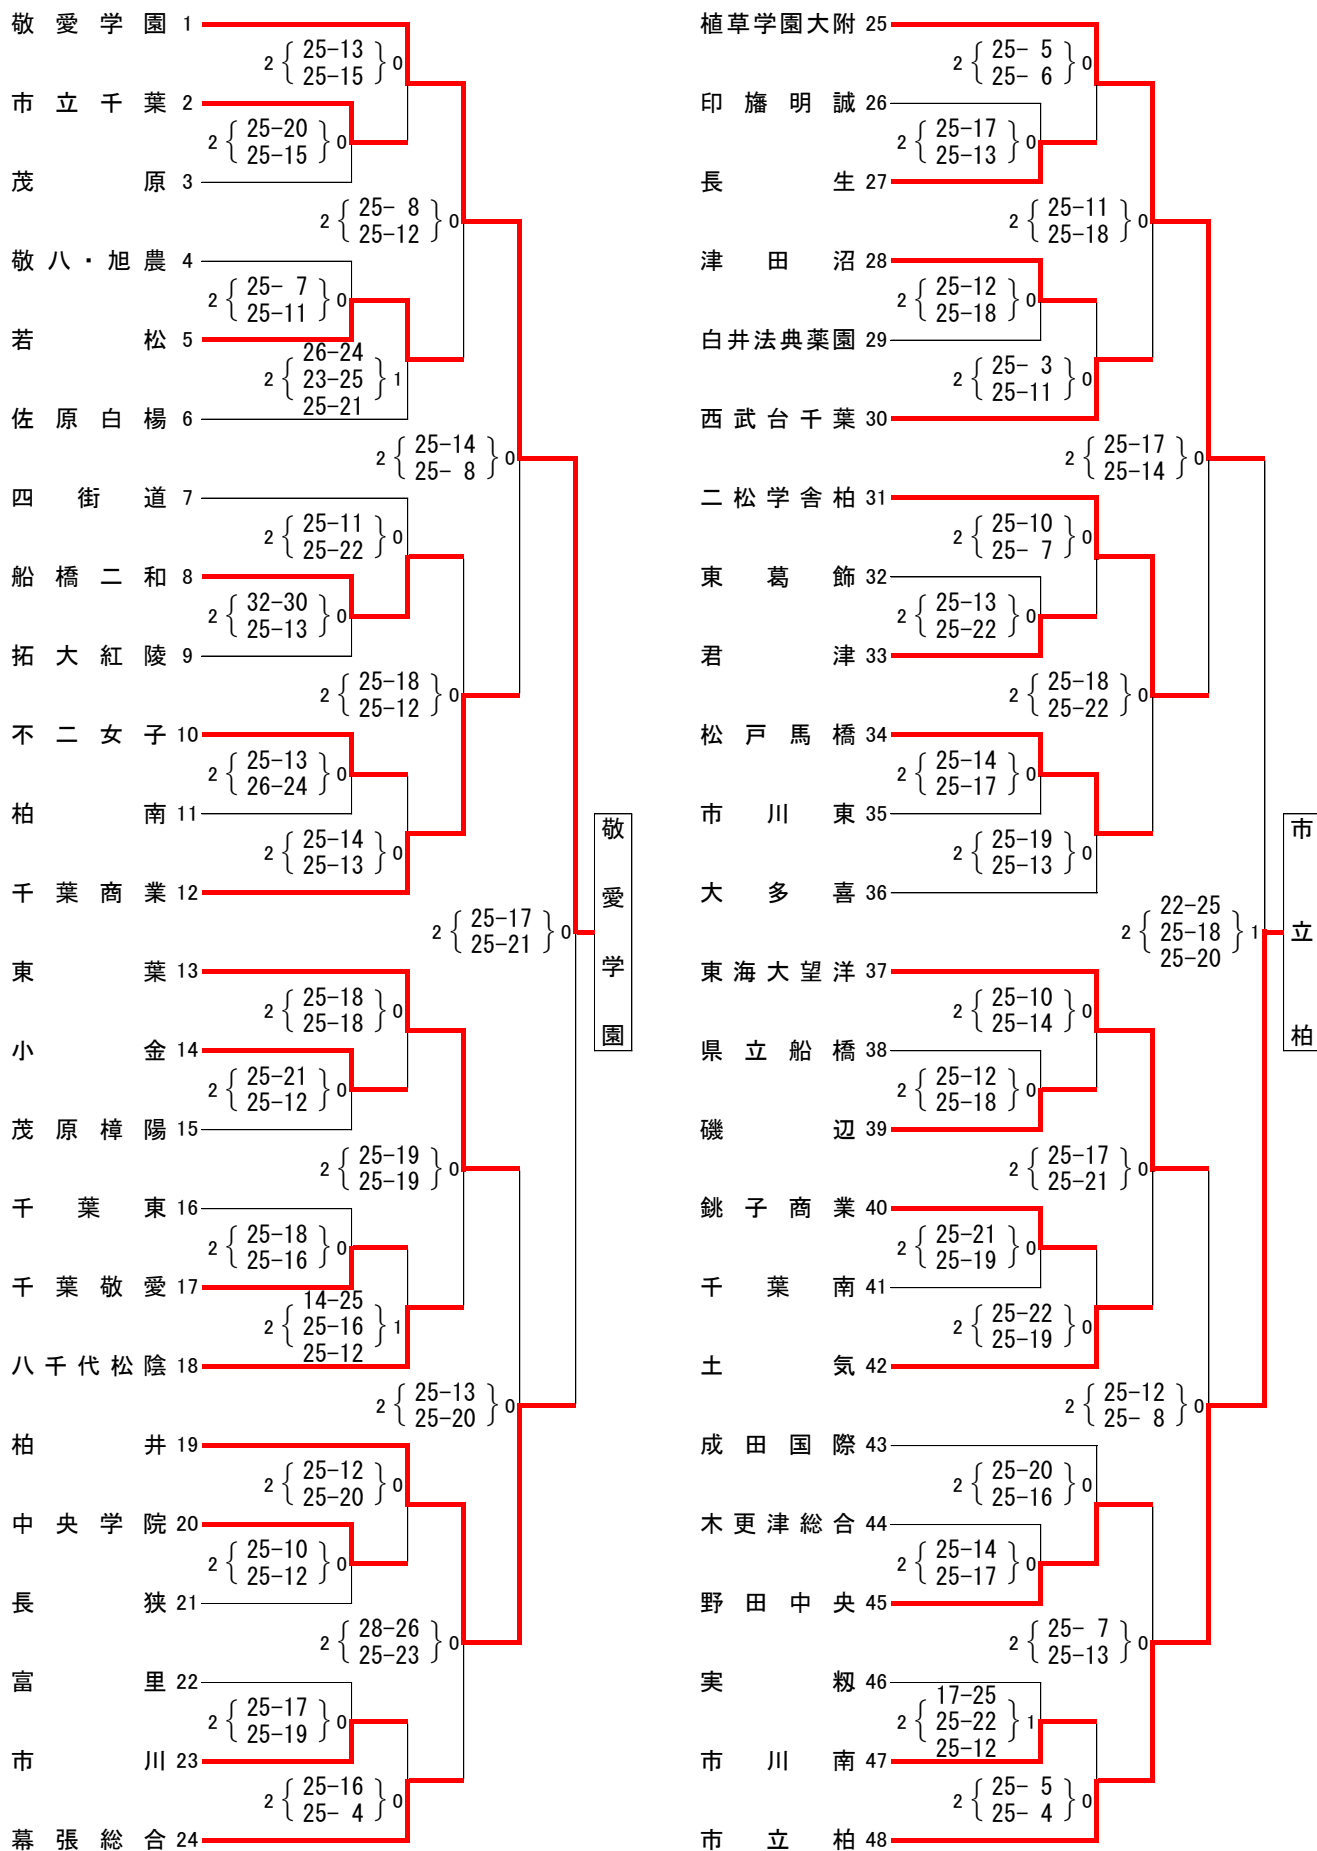 敬愛学園 1
2 { 25-13 } 0
25-15
市立千葉 2
2 { 25-20 } 0
25-15
茂原 3
2 { 25- 8 } 0
25-12
敬八・旭農 4
2 { 25- 7 } 0
25-11
若松 5
26-24
2 { 23-25 } 1
25-21
佐原白楊 6
2 { 25-14 } 0
25- 8
四街道 7
2 { 25-11 } 0
25-22
船橋二和 8
2 { 32-30 } 0
25-13
拓大紅陵 9
2 { 25-18 } 0
25-12
不二女子 10
2 { 25-13 } 0
26-24
柏南 11
2 { 25-14 } 0
25-13
千葉商業 12
2 { 25-17 } 0
25-21
敬愛学園
東葉 13
2 { 25-18 } 0
25-18
小金 14
2 { 25-21 } 0
25-12
茂原樟陽 15
2 { 25-19 } 0
25-19
千葉東 16
2 { 25-18 } 0
25-16
千葉敬愛 17
14-25
2 { 25-16 } 1
25-12
八千代松陰 18
2 { 25-13 } 0
25-20
柏井 19
2 { 25-12 } 0
25-20
中央学院 20
2 { 25-10 } 0
25-12
長狭 21
2 { 28-26 } 0
25-23
富里 22
2 { 25-17 } 0
25-19
市川 23
2 { 25-16 } 0
25- 4
幕張総合 24
植草学園大附 25
2 { 25- 5 } 0
25- 6
印旛明誠 26
2 { 25-17 } 0
25-13
長生 27
2 { 25-11 } 0
25-18
津田沼 28
2 { 25-12 } 0
25-18
白井法典薬園 29
2 { 25- 3 } 0
25-11
西武台千葉 30
2 { 25-17 } 0
25-14
二松学舎柏 31
2 { 25-10 } 0
25- 7
東葛飾 32
2 { 25-13 } 0
25-22
君津 33
2 { 25-18 } 0
25-22
松戸馬橋 34
2 { 25-14 } 0
25-17
市川東 35
2 { 25-19 } 0
25-13
大多喜 36
22-25
2 { 25-18 } 1
25-20
市立柏
東海大望洋 37
2 { 25-10 } 0
25-14
県立船橋 38
2 { 25-12 } 0
25-18
磯辺 39
2 { 25-17 } 0
25-21
銚子商業 40
2 { 25-21 } 0
25-19
千葉南 41
2 { 25-22 } 0
25-19
土気 42
2 { 25-12 } 0
25- 8
成田国際 43
2 { 25-20 } 0
25-16
木更津総合 44
2 { 25-14 } 0
25-17
野田中央 45
2 { 25- 7 } 0
25-13
実籾 46
17-25
2 { 25-22 } 1
25-12
市川南 47
2 { 25- 5 } 0
25- 4
市立柏 48